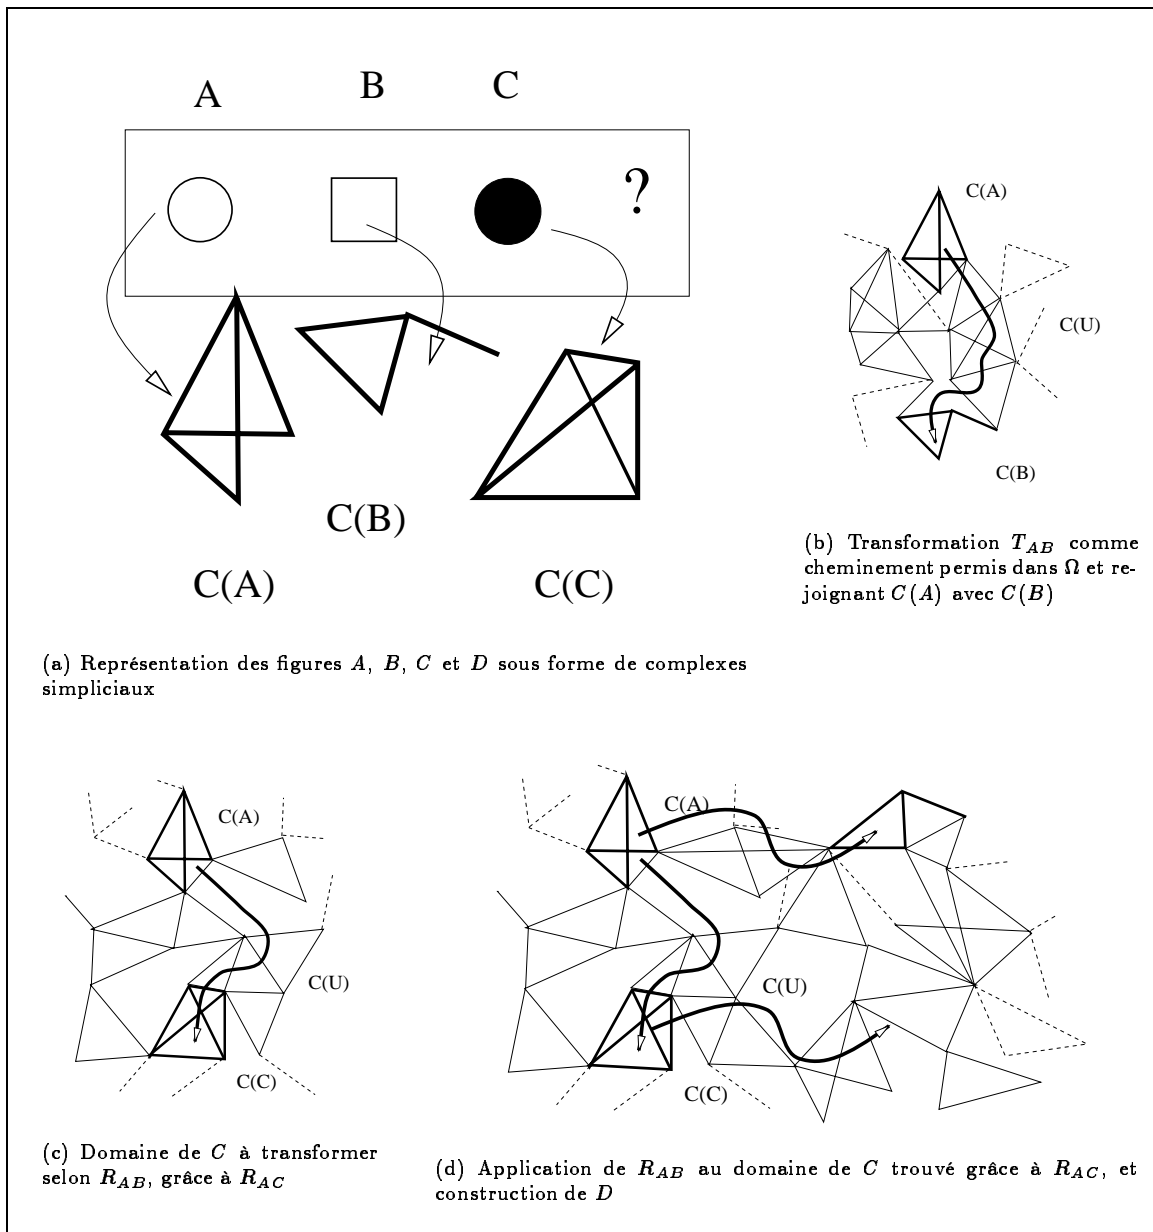 A
B
C
?
C(A)
C(B)
C(C)
(a) Représentation des figures A, B, C et D sous forme de complexes
simpliciaux
C(A)
C(U)
C(B)
(b) Transformation T_AB comme
cheminement permis dans Ω et re-
joignant C(A) avec C(B)
C(A)
C(U)
C(C)
(c) Domaine de C à transformer
selon R_AB, grâce à R_AC
C(A)
C(U)
C(C)
(d) Application de R_AB au domaine de C trouvé grâce à R_AC, et
construction de D